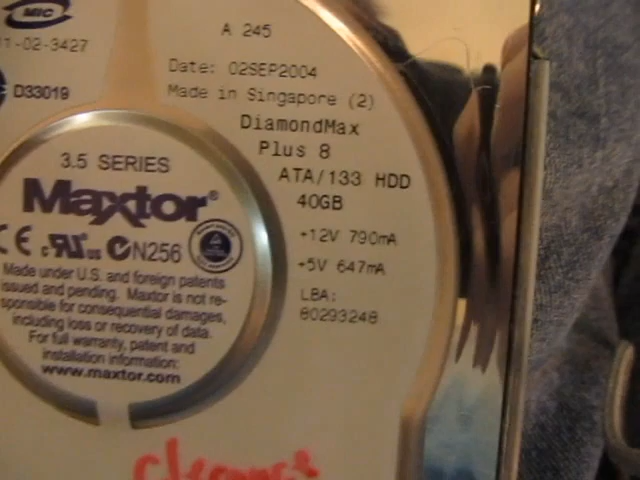 MIC
11-02-3427
D33019
A 245
Date: 02SEP2004
Made in Singapore (2)
DiamondMax
Plus 8
ATA/133 HDD
40GB
+12V 790mA
+5V 647mA
LBA:
80293248
3.5 SERIES
Maxtor®
CE c RU us N256
Made under U.S. and foreign patents
issued and pending. Maxtor is not re-
sponsible for consequential damages,
including loss or recovery of data.
For full warranty, patent and
installation information:
www.maxtor.com